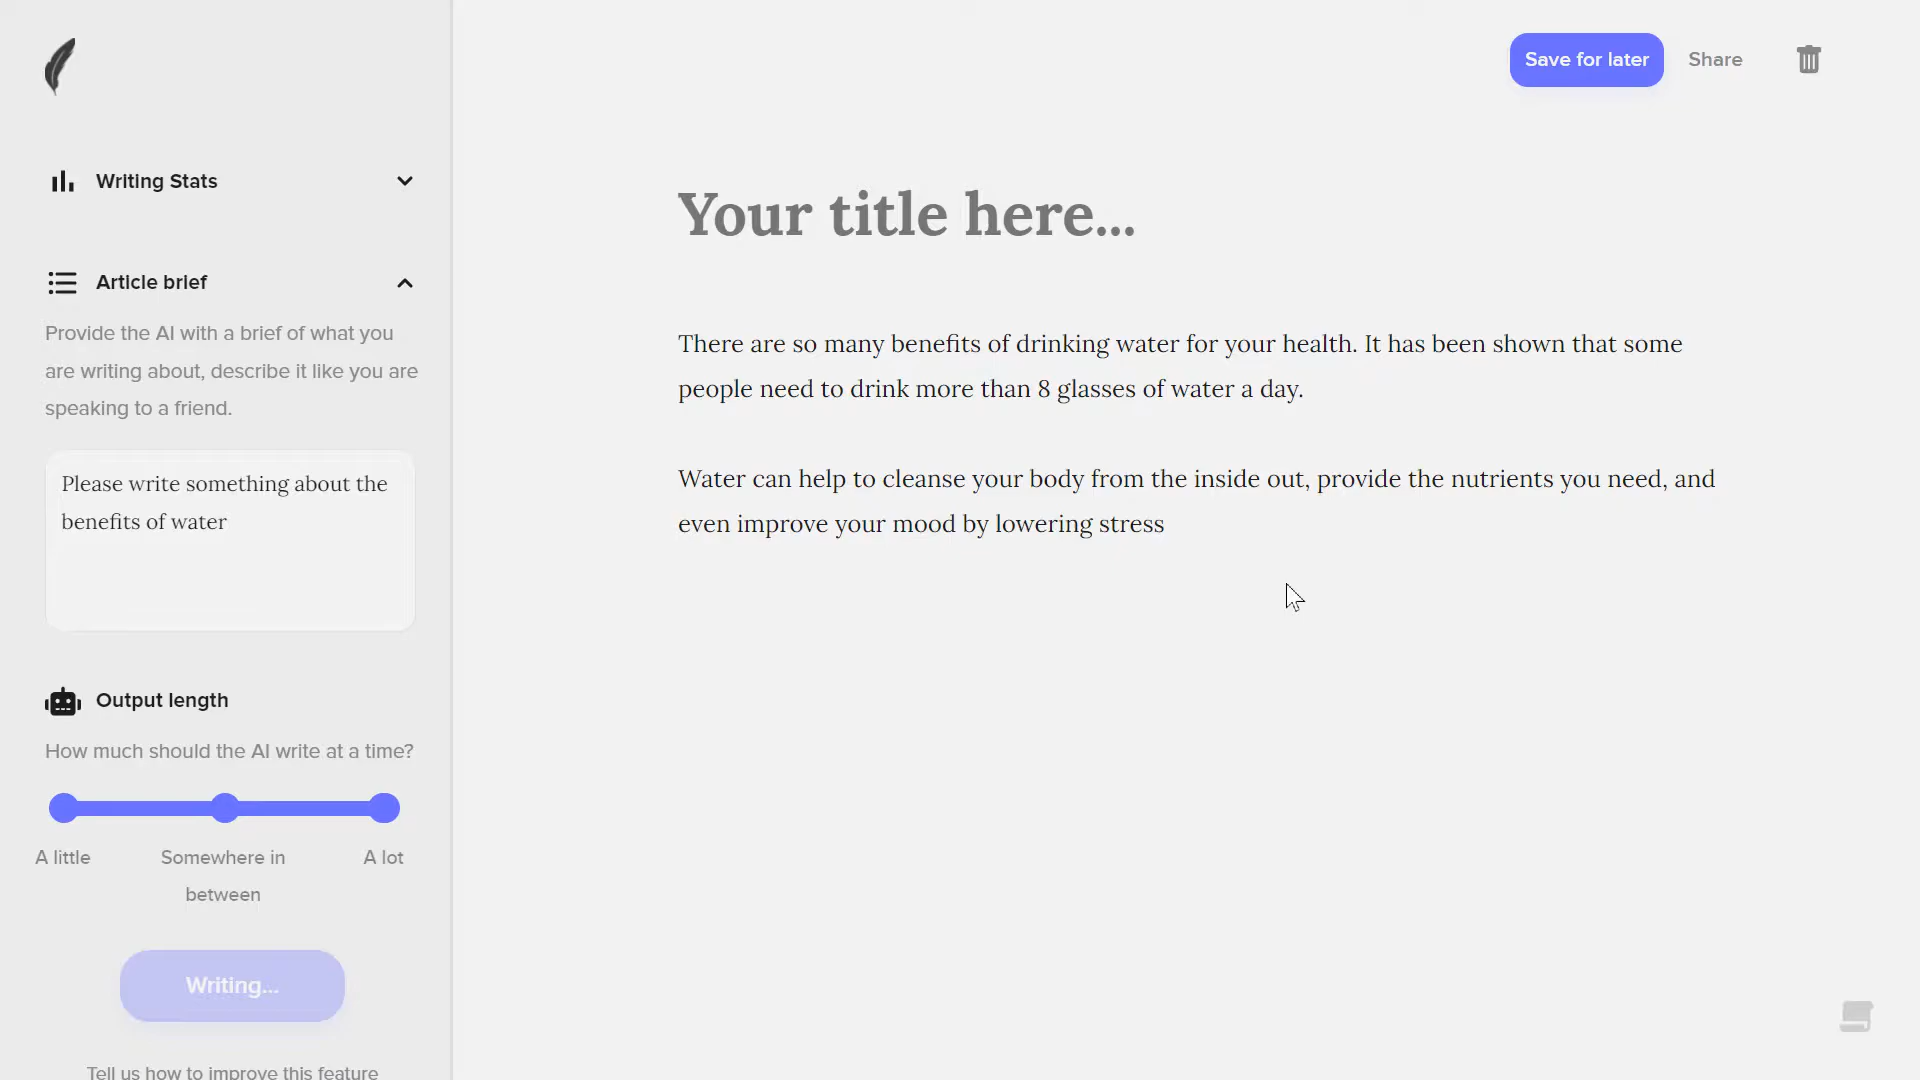 Save for later
Share
Writing Stats
Your title here...
Article brief
Provide the AI with a brief of what you
are writing about, describe it like you are
speaking to a friend.
There are so many benefits of drinking water for your health. It has been shown that some
people need to drink more than 8 glasses of water a day.
Water can help to cleanse your body from the inside out, provide the nutrients you need, and
even improve your mood by lowering stress
Please write something about the
benefits of water
Output length
How much should the AI write at a time?
A little
Somewhere in
between
A lot
Writing...
Tell us how to improve this feature